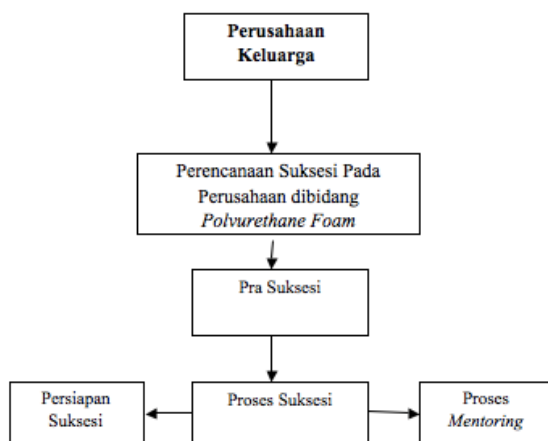 Perusahaan
Keluarga
Perencanaan Suksesi Pada
Perusahaan dibidang
Polvurethane Foam
Pra Suksesi
Persiapan
Suksesi
Proses Suksesi
Proses
Mentoring